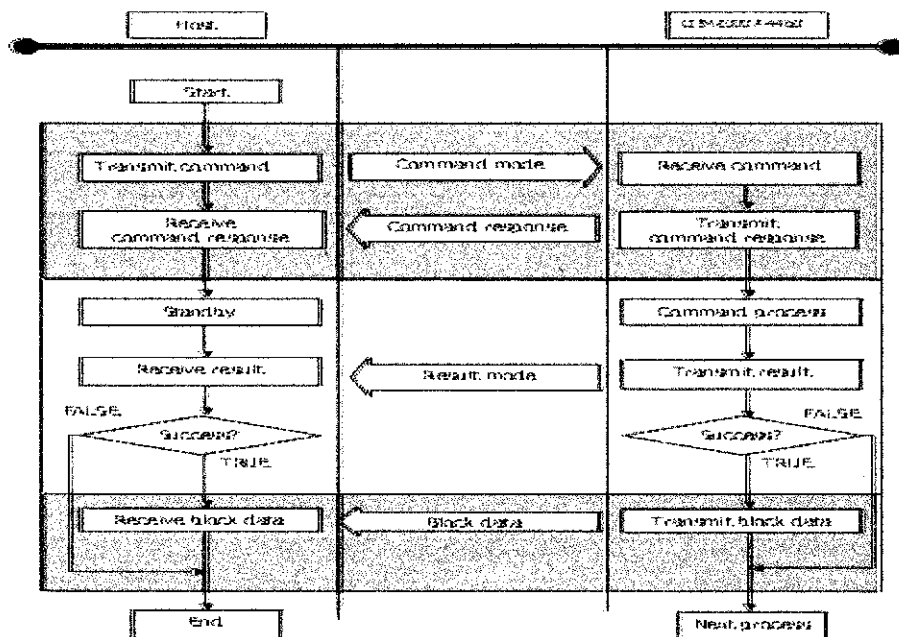 Host
Start
Transmit command
Command mode
Receive command
Receive
command response
Command response
Transmit
command response
Standby
Command process
Receive result
Result mode
Transmit result
FALSE
Success?
TRUE
FALSE
Success?
TRUE
Receive block data
Block data
Transmit block data
End
Next process